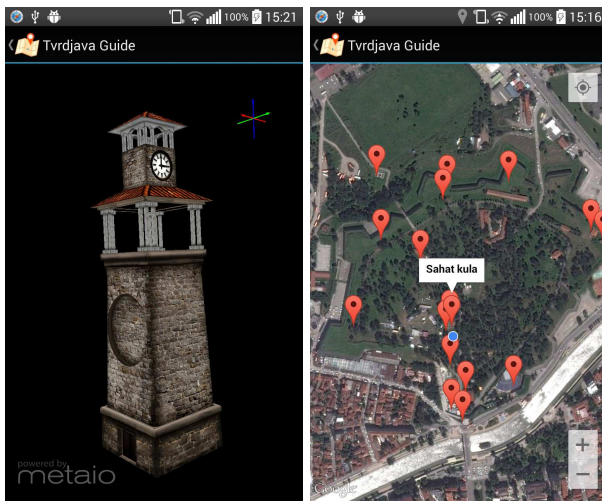 100% 15:21
Tvrdjava Guide
powered by
metaio
100% 15:16
Tvrdjava Guide
Sahat kula
+
−
Google